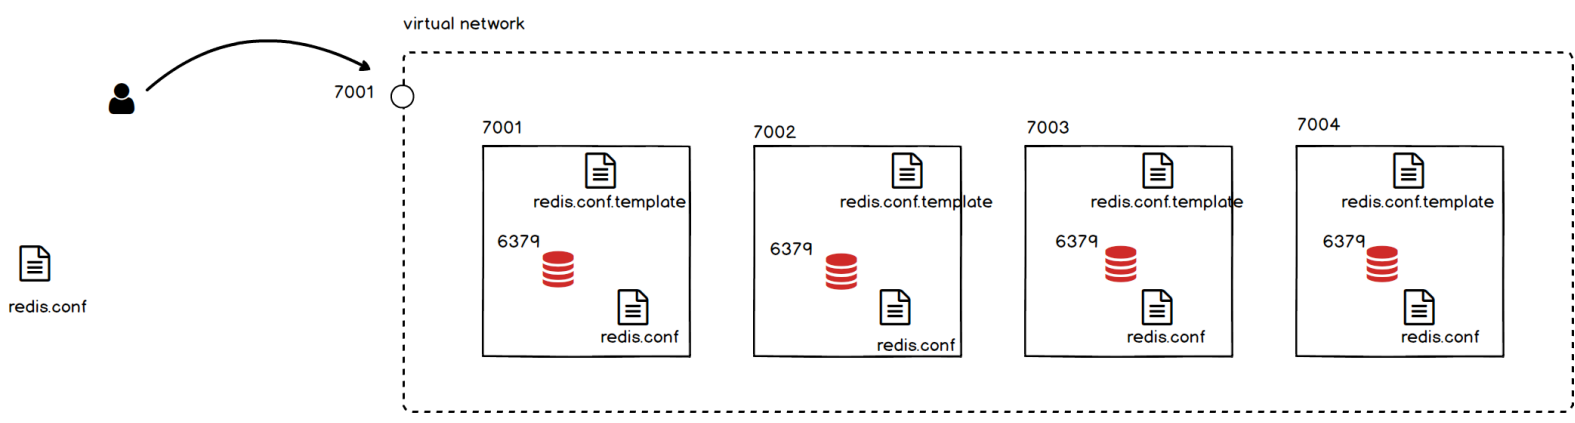 virtual network
7001
7001
7002
7003
7004
redis.conf.template
redis.conf.template
redis.conf.template
redis.conf.template
6379
6379
6379
6379
redis.conf
redis.conf
redis.conf
redis.conf
redis.conf